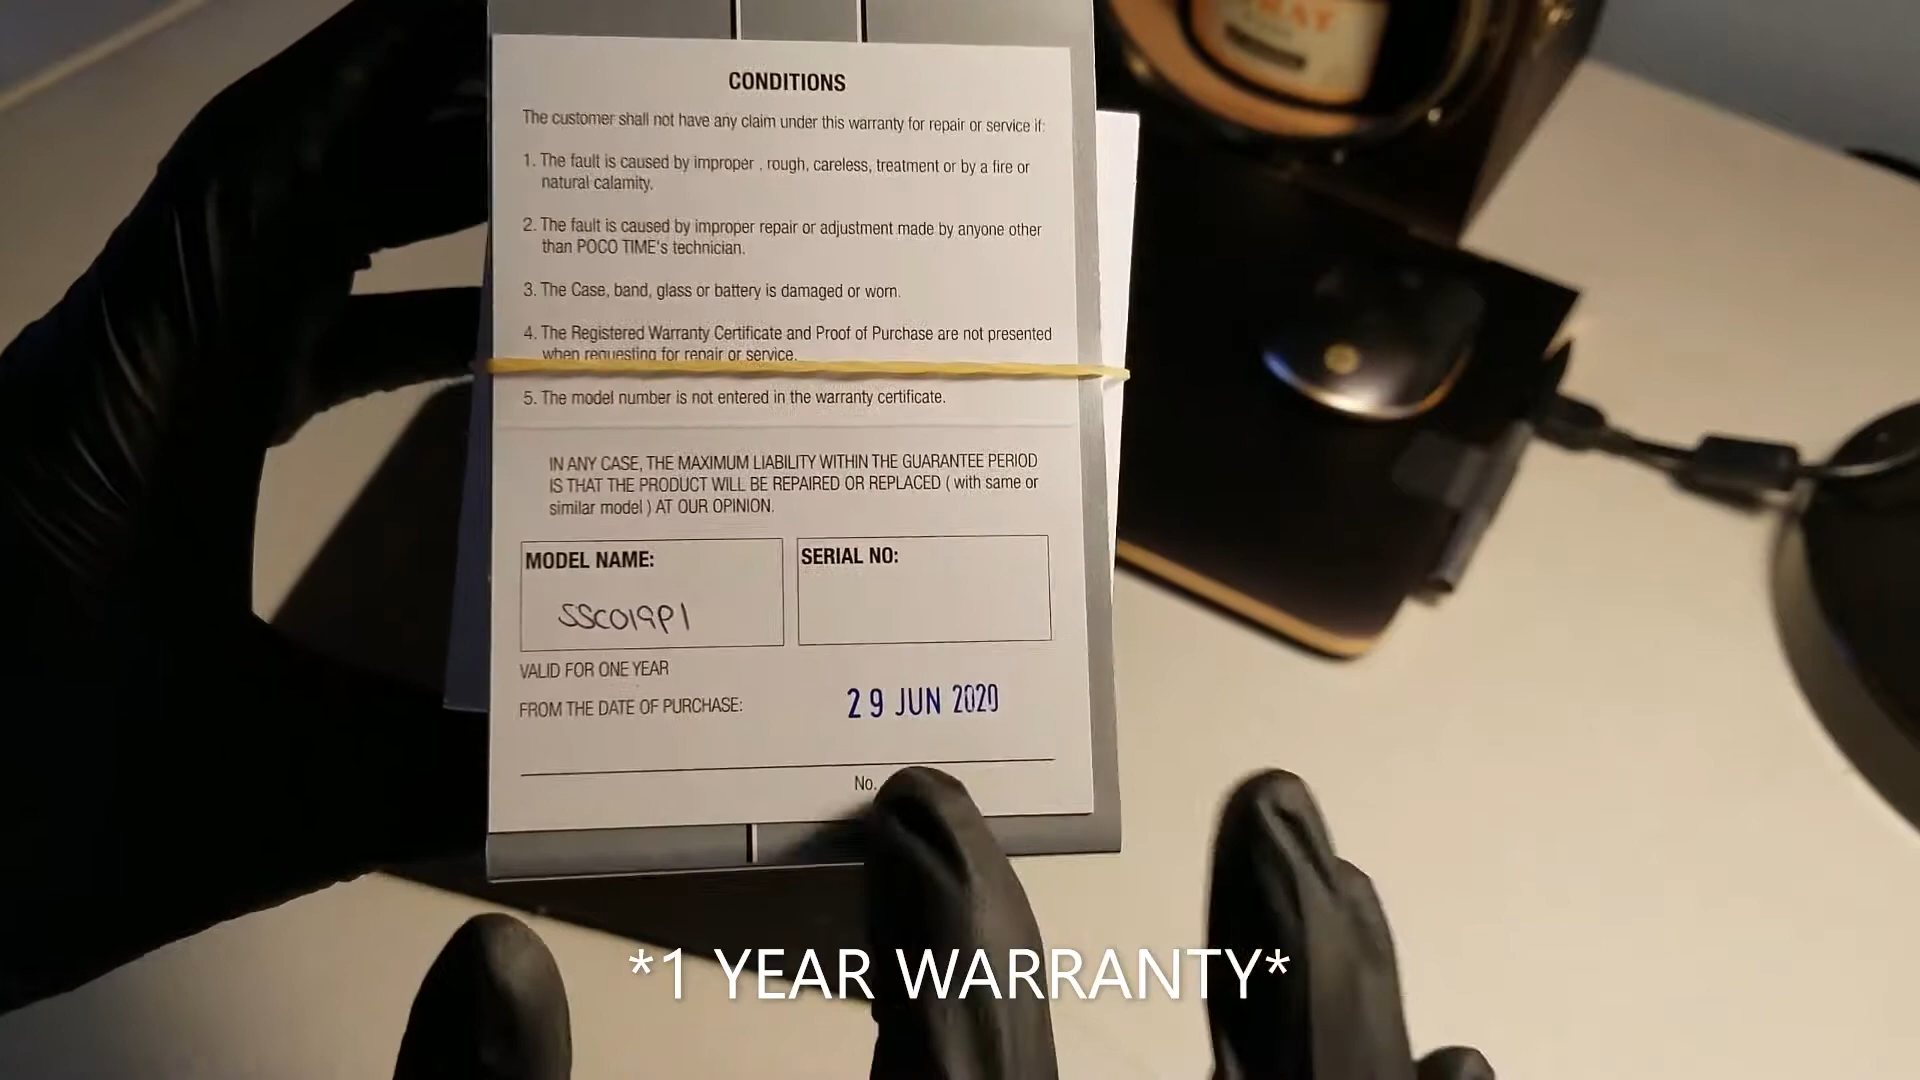 CONDITIONS
The customer shall not have any claim under this warranty for repair or service if:
1. The fault is caused by improper , rough, careless, treatment or by a fire or
natural calamity.
2. The fault is caused by improper repair or adjustment made by anyone other
than POCO TIME's technician.
3. The Case, band, glass or battery is damaged or worn.
4. The Registered Warranty Certificate and Proof of Purchase are not presented
when requesting for repair or service.
5. The model number is not entered in the warranty certificate.
IN ANY CASE, THE MAXIMUM LIABILITY WITHIN THE GUARANTEE PERIOD
IS THAT THE PRODUCT WILL BE REPAIRED OR REPLACED ( with same or
similar model ) AT OUR OPINION.
MODEL NAME:
SSC019P1
SERIAL NO:
VALID FOR ONE YEAR
FROM THE DATE OF PURCHASE:
29 JUN 2020
No.
*1 YEAR WARRANTY*